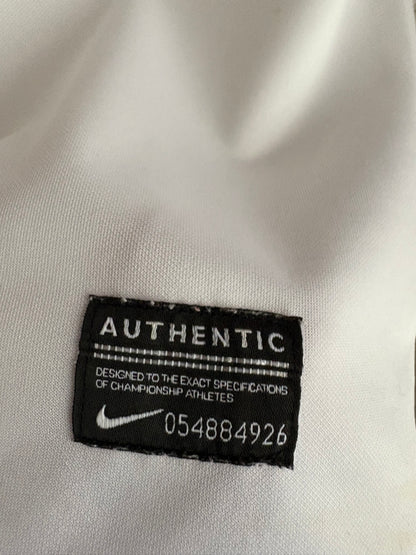 AUTHENTIC
DESIGNED TO THE EXACT SPECIFICATIONS
OF CHAMPIONSHIP ATHLETES
054884926